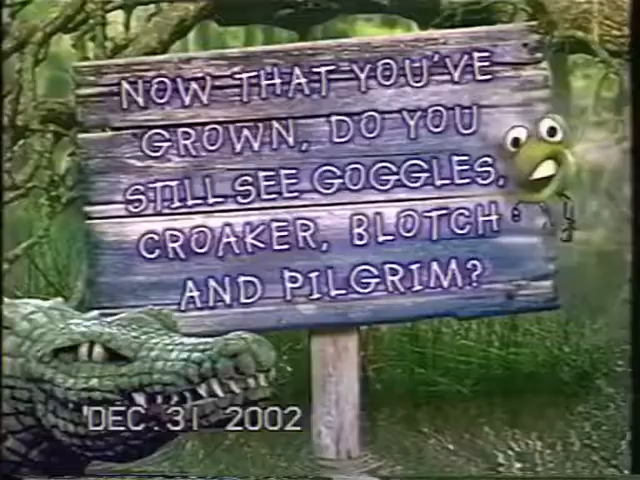 NOW THAT YOU'VE
GROWN, DO YOU
STILL SEE GOGGLES,
CROAKER, BLOTCH
AND PILGRIM?
DEC 31 2002